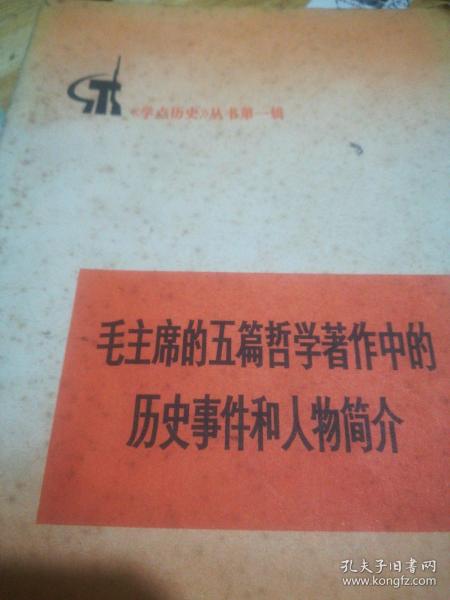 《学点历史》丛书第一辑
毛主席的五篇哲学著作中的
历史事件和人物简介
孔夫子旧书网
www.kongfz.com